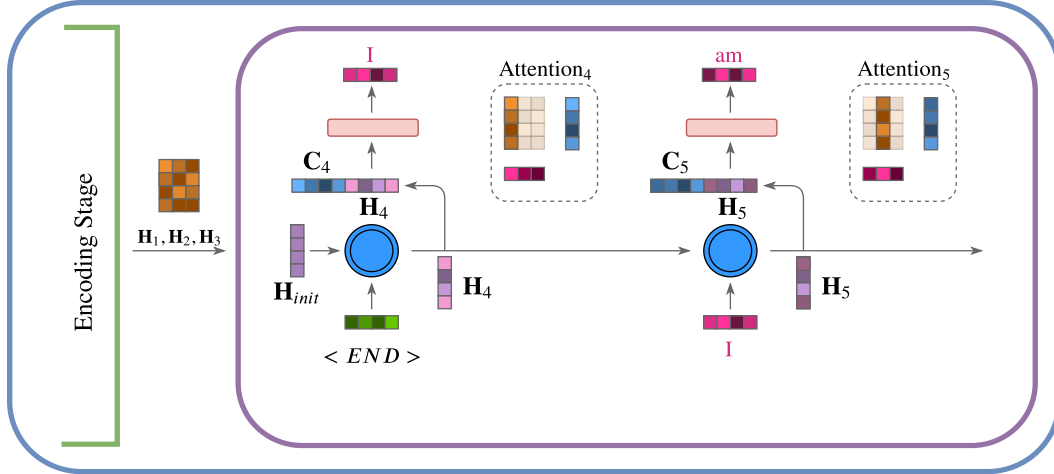 Encoding Stage
H1, H2, H3
I
Attention4
C4
H4
Hinit
H4
< END >
am
Attention5
C5
H5
H5
I